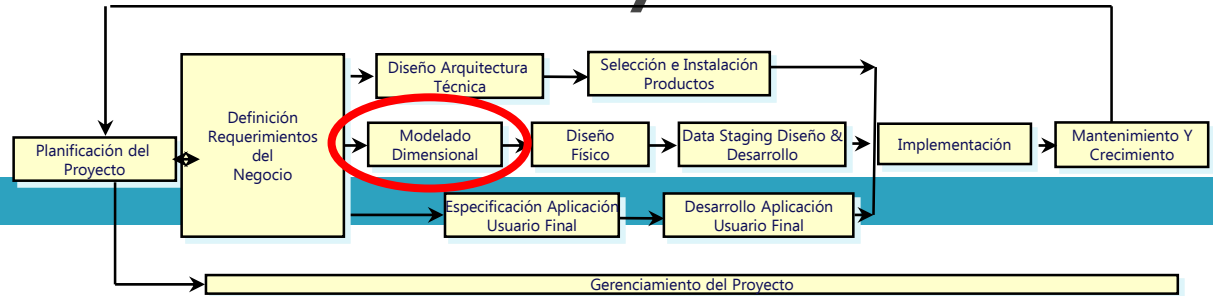 Planificación del
Proyecto
Definición
Requerimientos
del
Negocio
Diseño Arquitectura
Técnica
Selección e Instalación
Productos
Modelado
Dimensional
Diseño
Físico
Data Staging Diseño &
Desarrollo
Especificación Aplicación
Usuario Final
Desarrollo Aplicación
Usuario Final
Implementación
Mantenimiento Y
Crecimiento
Gerenciamiento del Proyecto